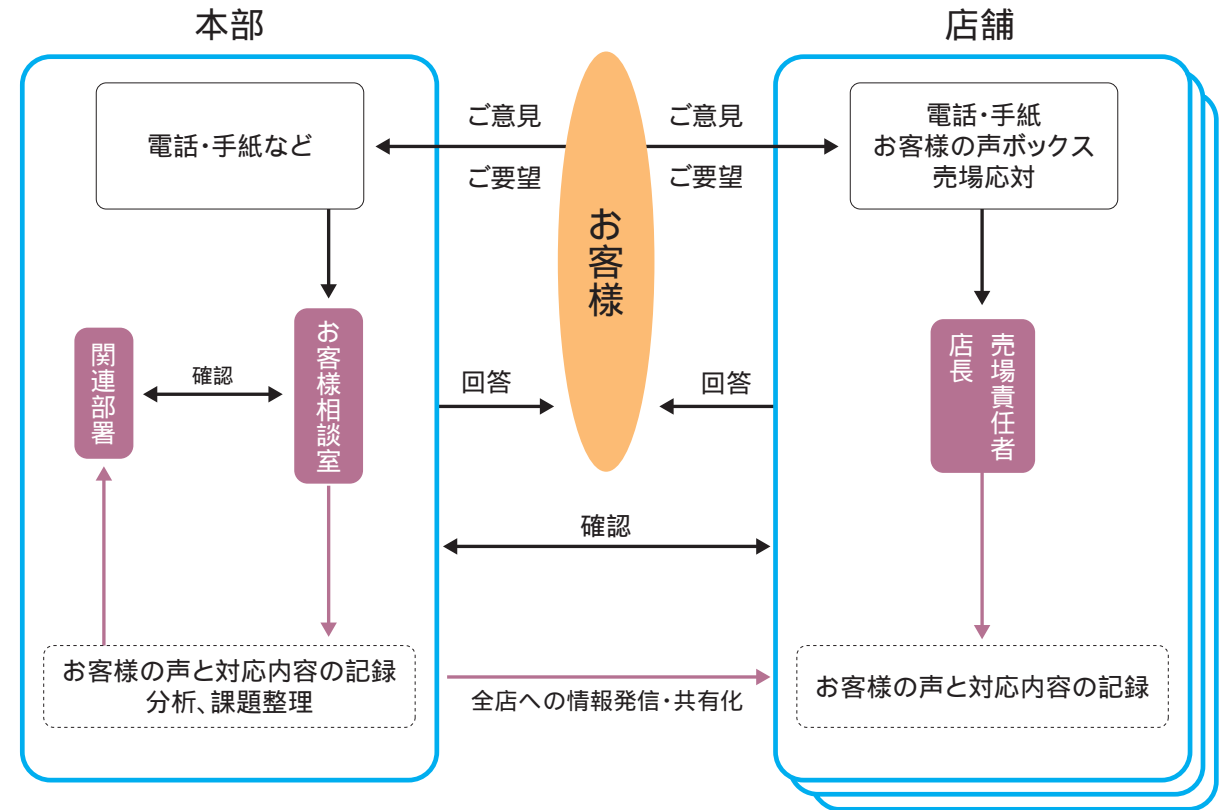 本部
店舗
電話・手紙など
ご意見
ご要望
お客様
ご意見
ご要望
電話・手紙
お客様の声ボックス
売場応対
関連部署
確認
お客様相談室
回答
回答
売場責任者
店長
確認
お客様の声と対応内容の記録
分析、課題整理
全店への情報発信・共有化
お客様の声と対応内容の記録